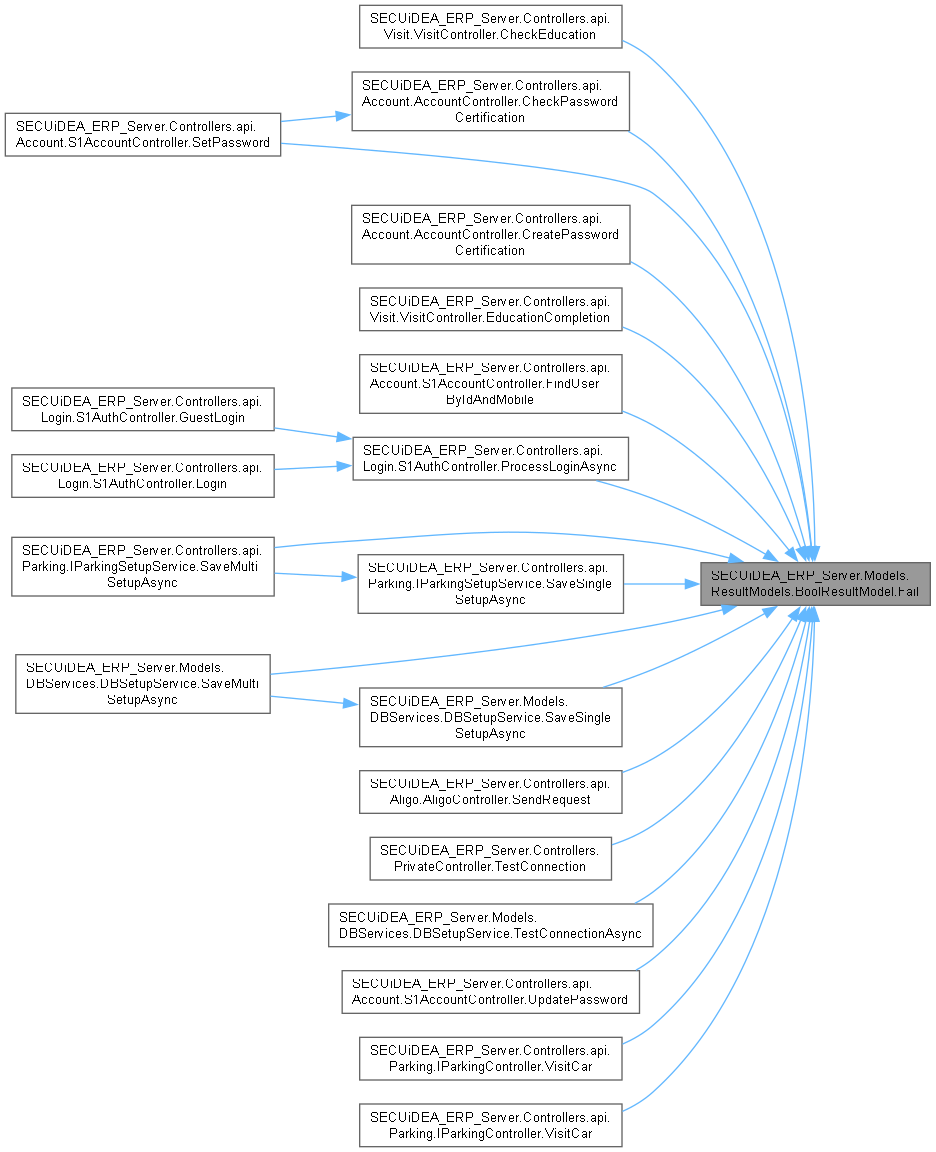 SECUiDEA_ERP_Server.Controllers.api.
Visit.VisitController.CheckEducation
SECUiDEA_ERP_Server.Controllers.api.
Account.AccountController.CheckPassword
Certification
SECUiDEA_ERP_Server.Controllers.api.
Account.S1AccountController.SetPassword
SECUiDEA_ERP_Server.Controllers.api.
Account.AccountController.CreatePassword
Certification
SECUiDEA_ERP_Server.Controllers.api.
Visit.VisitController.EducationCompletion
SECUiDEA_ERP_Server.Controllers.api.
Account.S1AccountController.FindUser
ByIdAndMobile
SECUiDEA_ERP_Server.Controllers.api.
Login.S1AuthController.GuestLogin
SECUiDEA_ERP_Server.Controllers.api.
Login.S1AuthController.ProcessLoginAsync
SECUiDEA_ERP_Server.Controllers.api.
Login.S1AuthController.Login
SECUiDEA_ERP_Server.Controllers.api.
Parking.IParkingSetupService.SaveMulti
SetupAsync
SECUiDEA_ERP_Server.Controllers.api.
Parking.IParkingSetupService.SaveSingle
SetupAsync
SECUiDEA_ERP_Server.Models.
ResultModels.BoolResultModel.Fail
SECUiDEA_ERP_Server.Models.
DBServices.DBSetupService.SaveMulti
SetupAsync
SECUiDEA_ERP_Server.Models.
DBServices.DBSetupService.SaveSingle
SetupAsync
SECUiDEA_ERP_Server.Controllers.api.
Aligo.AligoController.SendRequest
SECUiDEA_ERP_Server.Controllers.
PrivateController.TestConnection
SECUiDEA_ERP_Server.Models.
DBServices.DBSetupService.TestConnectionAsync
SECUiDEA_ERP_Server.Controllers.api.
Account.S1AccountController.UpdatePassword
SECUiDEA_ERP_Server.Controllers.api.
Parking.IParkingController.VisitCar
SECUiDEA_ERP_Server.Controllers.api.
Parking.IParkingController.VisitCar